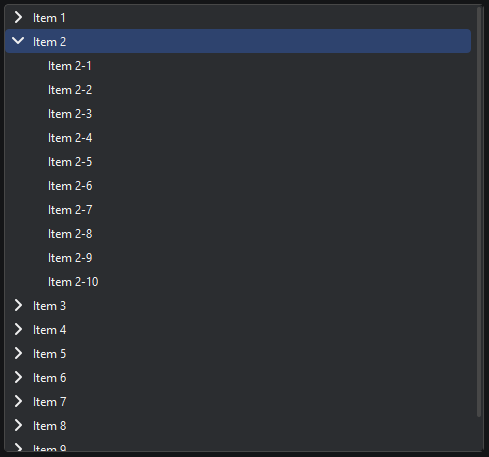 Item 1
Item 2
Item 2-1
Item 2-2
Item 2-3
Item 2-4
Item 2-5
Item 2-6
Item 2-7
Item 2-8
Item 2-9
Item 2-10
Item 3
Item 4
Item 5
Item 6
Item 7
Item 8
Item 9